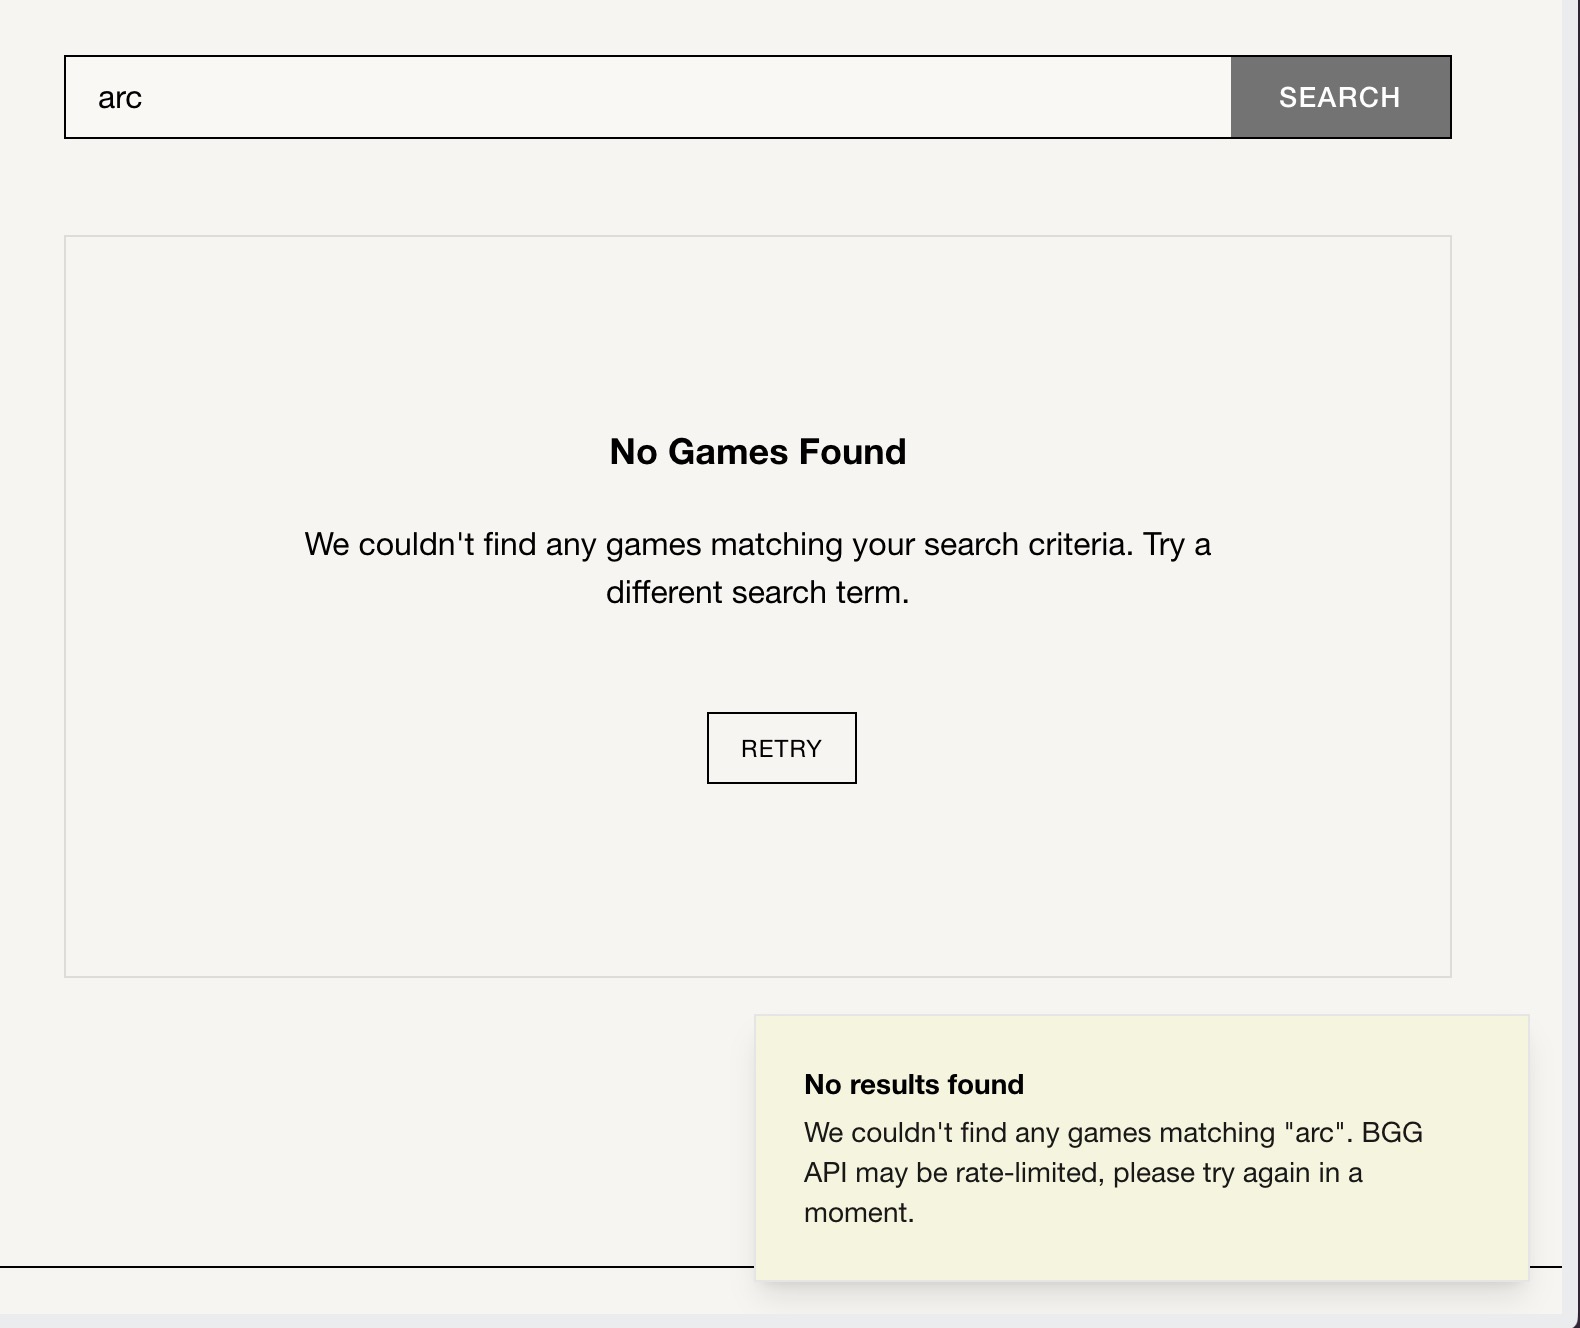 arc
SEARCH
No Games Found
We couldn't find any games matching your search criteria. Try a
different search term.
RETRY
No results found
We couldn't find any games matching "arc". BGG
API may be rate-limited, please try again in a
moment.